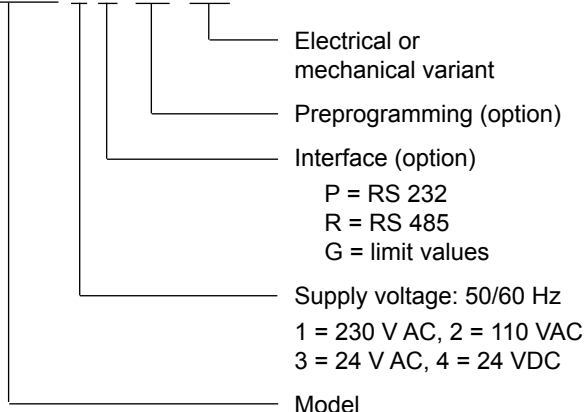 Electrical or
mechanical variant
Preprogramming (option)
Interface (option)
P = RS 232
R = RS 485
G = limit values
Supply voltage: 50/60 Hz
1 = 230 V AC, 2 = 110 VAC
3 = 24 V AC, 4 = 24 VDC
Model